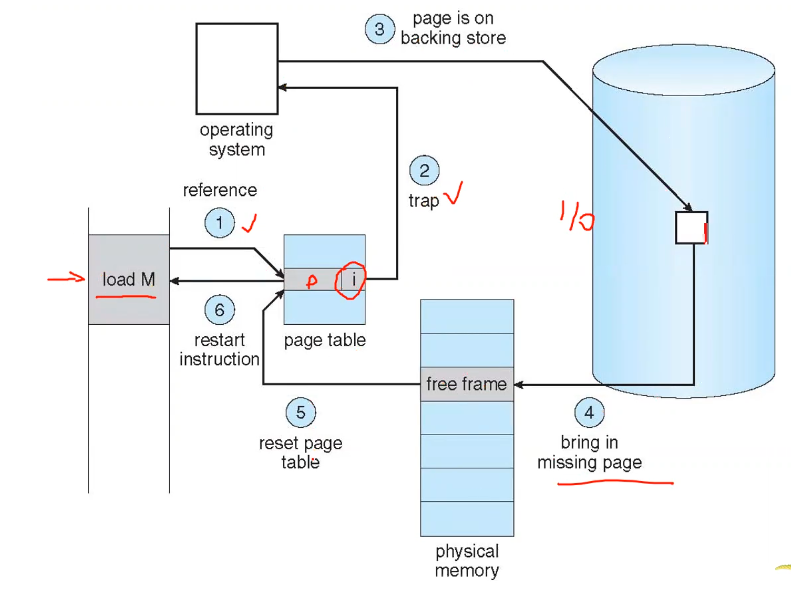 3
page is on
backing store
operating
system
2
trap
reference
1
I/O
load M
p
i
6
restart
instruction
page table
free frame
5
reset page
table
4
bring in
missing page
physical
memory